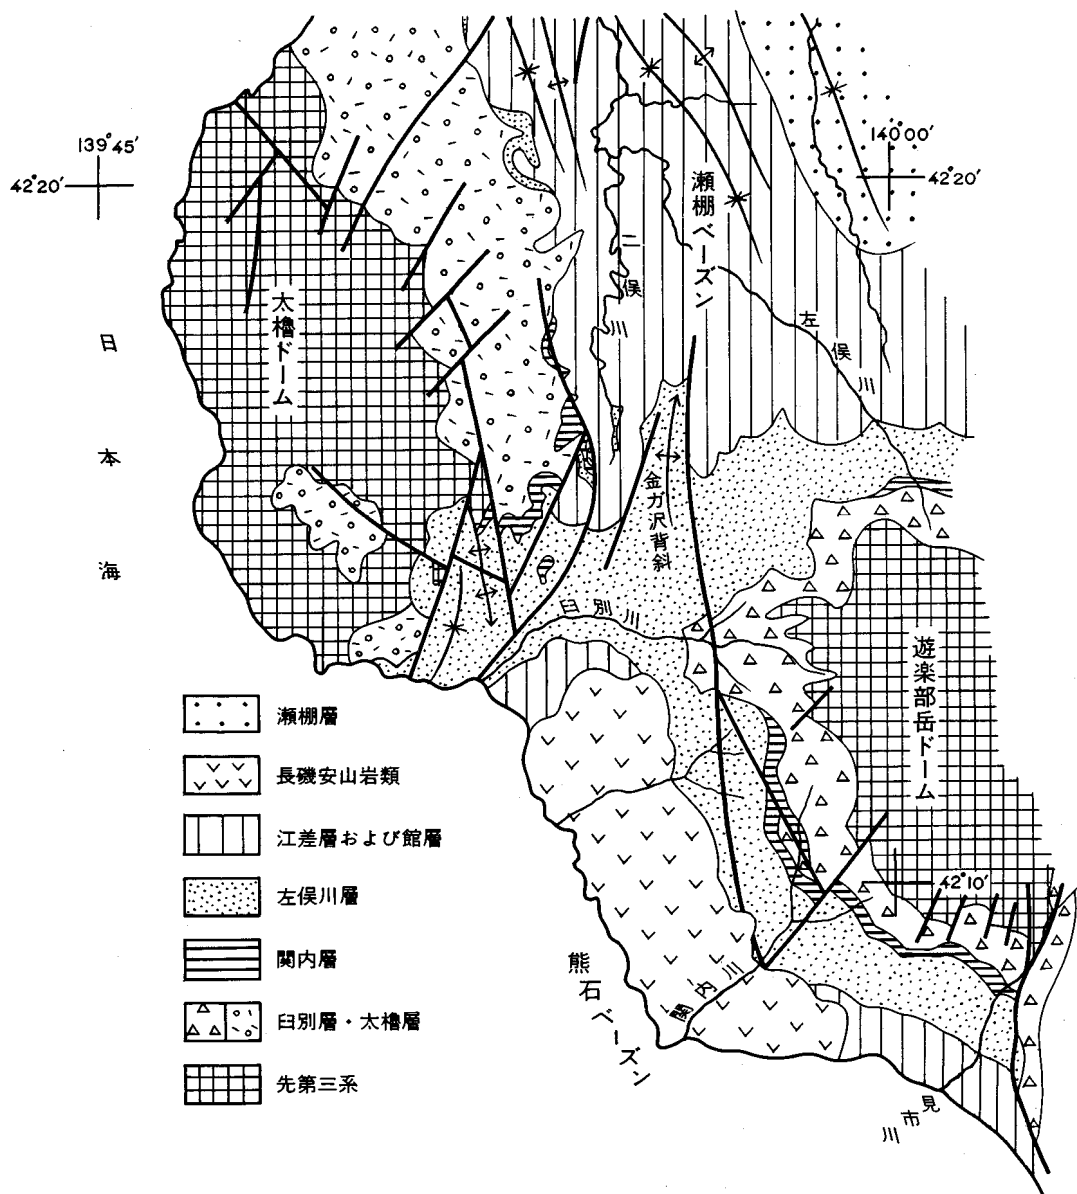 139°45′
42°20′
140°00′
42°20′
瀬棚ベーズン
二俣川
左俣川
太櫓ドーム
日本海
金ガ沢背斜
臼別川
遊楽部岳ドーム
42°10′
熊石ベーズン
関内川
見市川
瀬棚層
長磯安山岩類
江差層および館層
左俣川層
関内層
臼別層・太櫓層
先第三系